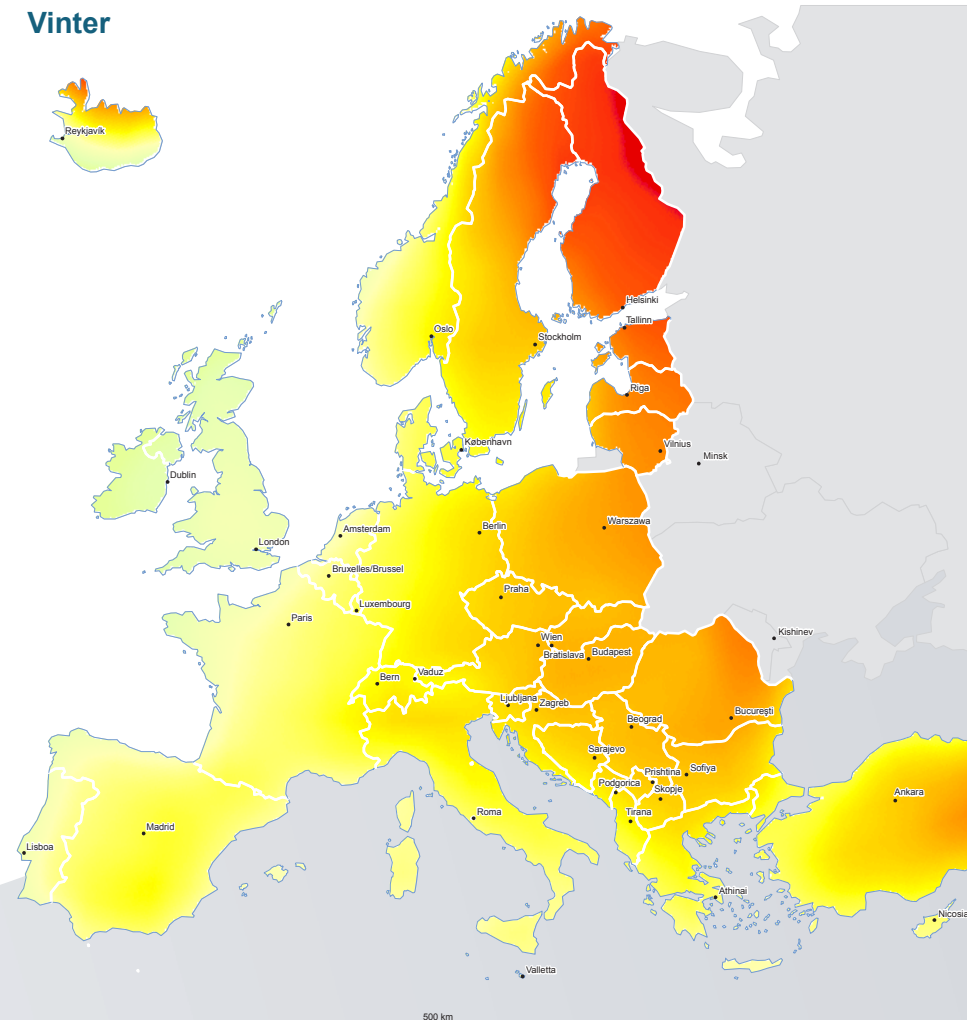 Vinter
Reykjavík
Helsinki
Tallinn
Oslo
Stockholm
Riga
København
Vilnius
Minsk
Dublin
Warszawa
Berlin
Amsterdam
London
Bruxelles/Brussel
Praha
Luxembourg
Paris
Kishinev
Wien
Bratislava
Budapest
Vaduz
Bern
Ljubljana
Zagreb
Bucureşti
Beograd
Sarajevo
Prishtina
Sofiya
Podgorica
Skopje
Ankara
Tirana
Roma
Madrid
Lisboa
Athinai
Nicosia
Valletta
500 km